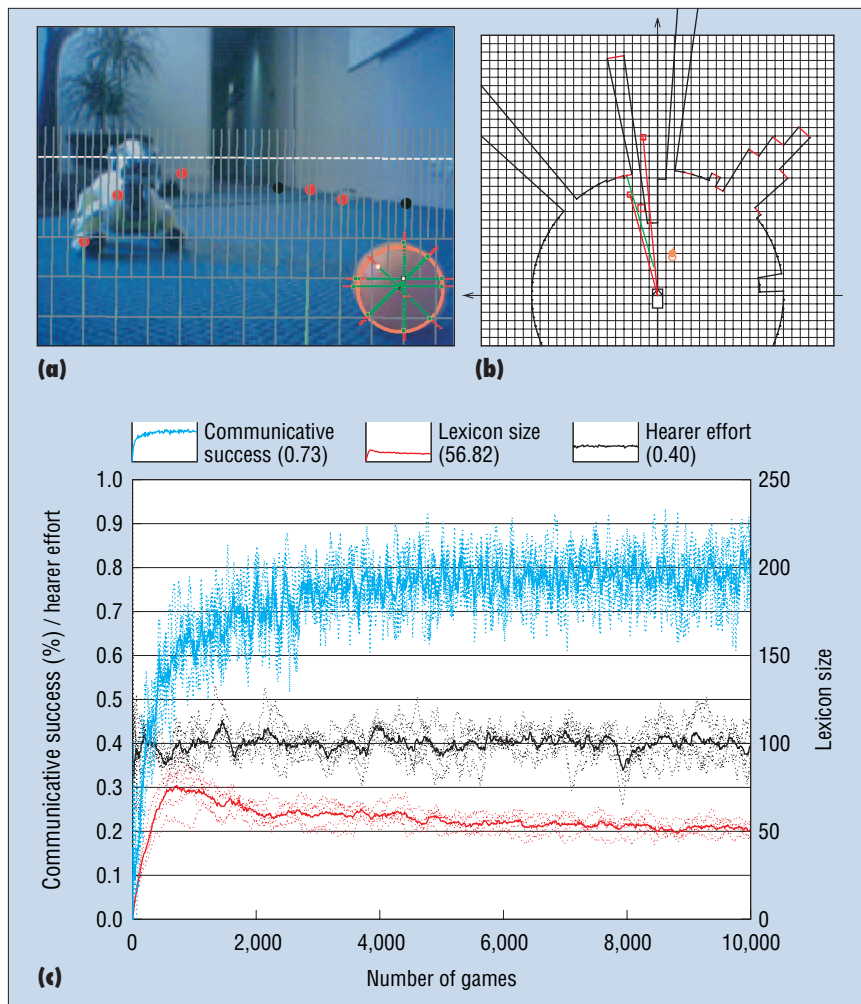 (a)
(b)
Communicative
success (0.73)
Lexicon size
(56.82)
Hearer effort
(0.40)
Communicative success (%) / hearer effort
1.0
0.9
0.8
0.7
0.6
0.5
0.4
0.3
0.2
0.1
0.0
250
200
150
100
50
0
Lexicon size
0
2,000
4,000
6,000
8,000
10,000
Number of games
(c)